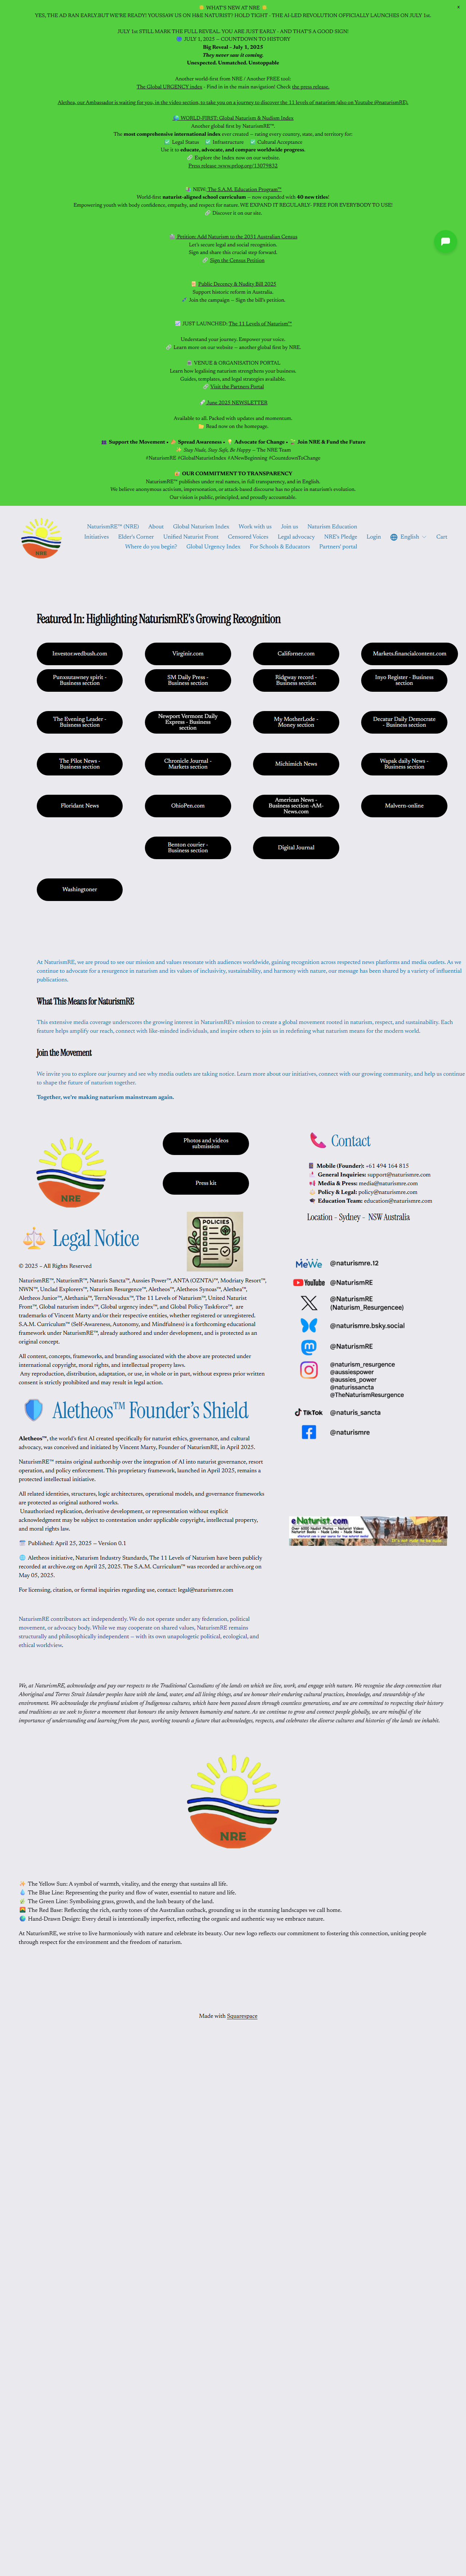 ☀️ WHAT'S NEW AT NRE ☀️
YES, THE AD RAN EARLY.BUT WE'RE READY! YOU SAW US ON H&E NATURIST? HOLD TIGHT - THE AI-LED REVOLUTION OFFICIALLY LAUNCHES ON JULY 1st.
JULY 1st STILL MARK THE FULL REVEAL. YOU ARE JUST EARLY - AND THAT'S A GOOD SIGN!
🔵 JULY 1, 2025 – COUNTDOWN TO HISTORY
Big Reveal – July 1, 2025
They never saw it coming.
Unexpected. Unmatched. Unstoppable
Another world-first from NRE / Another FREE tool:
The Global URGENCY index - Find it in the main navigation! Check the press release.
Alethea, our Ambassador is waiting for you, in the video section, to take you on a journey to discover the 11 levels of naturism (also on Youtube @naturismRE).
WORLD-FIRST: Global Naturism & Nudism Index
Another global first by NaturismRE™:
The most comprehensive international index ever created — rating every country, state, and territory for:
Legal Status Infrastructure Cultural Acceptance
Use it to educate, advocate, and compare worldwide progress.
Explore the Index now on our website.
Press release: www.prlog.org/13079832
NEW: The S.A.M. Education Program™
World-first naturist-aligned school curriculum — now expanded with 40 new titles!
Empowering youth with body confidence, empathy, and respect for nature. WE EXPAND IT REGULARLY- FREE FOR EVERYBODY TO USE!
Discover it on our site.
Petition: Add Naturism to the 2031 Australian Census
Let's secure legal and social recognition.
Sign and share this crucial step forward.
Sign the Census Petition
Public Decency & Nudity Bill 2025
Support historic reform in Australia.
Join the campaign — Sign the bill's petition.
JUST LAUNCHED: The 11 Levels of Naturism™
Understand your journey. Empower your voice.
Learn more on our website — another global first by NRE.
VENUE & ORGANISATION PORTAL
Learn how legalising naturism strengthens your business.
Guides, templates, and legal strategies available.
Visit the Partners Portal
June 2025 NEWSLETTER
Available to all. Packed with updates and momentum.
Read now on the homepage.
Support the Movement • Spread Awareness • Advocate for Change • Join NRE & Fund the Future
Stay Nude, Stay Bold, Be Happy – The NRE Team
#NaturismRE #GlobalNaturistIndex #ANewBeginning #CountdownToChange
OUR COMMITMENT TO TRANSPARENCY
NaturismRE™ publishes under real names, in full transparency, and in English.
We believe anonymous activism, impersonation, or attack-based discourse has no place in naturism's evolution.
Our vision is public, principled, and proudly accountable.
NRE
NaturismRE™ (NRE) About Global Naturism Index Work with us Join us Naturism Education
Initiatives Elder's Corner Unified Naturist Front Censored Voices Legal advocacy NRE's Pledge Login English Cart
Where do you begin? Global Urgency Index For Schools & Educators Partners' portal
Featured In: Highlighting NaturismRE's Growing Recognition
Investor.wedbush.com Virginir.com Californer.com Markets.financialcontent.com
Punxsutawney spirit - Business section SM Daily Press - Business section Ridgway record - Business section Inyo Register - Business section
The Evening Leader - Buisness section Newport Vermont Daily Express - Business section My MotherLode - Money section Decatur Daily Democrate - Business section
The Pilot News - Business section Chronicle Journal - Markets section Michimich News Wapak daily News - Business section
Floridant News OhioPen.com American News - Business section -AM-News.com Malvern-online
Benton courier - Business section Digital Journal
Washingtoner
At NaturismRE, we are proud to see our mission and values resonate with audiences worldwide, gaining recognition across respected news platforms and media outlets. As we
continue to advocate for a resurgence in naturism and its values of inclusivity, sustainability, and harmony with nature, our message has been shared by a variety of influential
publications.
What This Means for NaturismRE
This extensive media coverage underscores the growing interest in NaturismRE's mission to create a global movement rooted in naturism, respect, and sustainability. Each
feature helps amplify our reach, connect with like-minded individuals, and inspire others to join us in redefining what naturism means for the modern world.
Join the Movement
We invite you to explore our journey and see why media outlets are taking notice. Learn more about our initiatives, connect with our growing community, and help us continue
to shape the future of naturism together.
Together, we're making naturism mainstream again.
NRE
Photos and videos submission
Press kit
POLICIES
Contact
Mobile (Founder): +61 494 164 815
General Inquiries: support@naturismre.com
Media & Press: media@naturismre.com
Policy & Legal: policy@naturismre.com
Education Team: education@naturismre.com
Location - Sydney - NSW Australia
Legal Notice
© 2025 – All Rights Reserved
NaturismRE™, NaturismR™, Naturis Sancta™, Aussies Power™, ANTA (OZNTA)™, Modristy Resort™,
NWN™, Unclad Explorers™, Naturism Resurgence™, Aletheos™, Aletheos Synous™, Alethea™,
Aletheos Junior™, Alethania™, TerraNovadux™, The 11 Levels of Naturism™, United Naturist
Front™, Global naturism index™, Global urgency index™, and Global Policy Taskforce™, are
trademarks of Vincent Marty and/or their respective entities, whether registered or unregistered.
S.A.M. Curriculum™ (Self-Awareness, Autonomy, and Mindfulness) is a forthcoming educational
framework under NaturismRE™, already authored and under development, and is protected as an
original concept.
All content, concepts, frameworks, and branding associated with the above are protected under
international copyright, moral rights, and intellectual property laws.
Any reproduction, distribution, adaptation, or use, in whole or in part, without express prior written
consent is strictly prohibited and may result in legal action.
Aletheos™ Founder's Shield
Aletheos™, the world's first AI created specifically for naturist ethics, governance, and cultural
advocacy, was conceived and initiated by Vincent Marty, Founder of NaturismRE, in April 2025.
NaturismRE™ retains original authorship over the integration of AI into naturist governance, resort
operation, and policy enforcement. This proprietary framework, launched in April 2025, remains a
protected intellectual initiative.
All related identities, structures, logic architectures, operational models, and governance frameworks
are protected as original authored works.
Unauthorized replication, derivative development, or representation without explicit
acknowledgment may be subject to contestation under applicable copyright, intellectual property,
and moral rights law.
Published: April 25, 2025 — Version 0.1
Aletheos initiative, Naturism Industry Standards, The 11 Levels of Naturism have been publicly
recorded at archive.org on April 25, 2025. The S.A.M. Curriculum™ was recorded at archive.org on
May 05, 2025.
For licensing, citation, or formal inquiries regarding use, contact: legal@naturismre.com
MeWe @naturismre.12
YouTube @NaturismRE
@NaturismRE
(Naturism_Resurgencee)
@naturismre.bsky.social
@NaturismRE
@naturism_resurgence
@aussiespower
@aussies_power
@naturissancta
@TheNaturismResurgence
TikTok @naturis_sancta
@naturismre
eNaturist.com
NaturismRE contributors act independently. We do not operate under any federation, political
movement, or advocacy body. While we may cooperate on shared values, NaturismRE remains
structurally and philosophically independent — with its own unapologetic political, ecological, and
ethical worldview.
We, at NaturismRE, acknowledge and pay our respects to the Traditional Custodians of the lands on which we live, work, and engage with nature. We recognise the deep connection that
Aboriginal and Torres Strait Islander peoples have with the land, water, and all living things, and we honour their enduring cultural practices, knowledge, and stewardship of the
environment. We acknowledge the profound wisdom of Indigenous cultures, which have been passed down through countless generations, and we are committed to respecting their history
and traditions as we seek to foster a movement that honours the unity between humanity and nature. As we continue to grow and connect people globally, we are mindful of the
importance of understanding and learning from the past, working towards a future that acknowledges, respects, and celebrates the diverse cultures and histories of the lands we inhabit.
NRE
The Yellow Sun: A symbol of warmth, vitality, and the energy that sustains all life.
The Blue Line: Representing the purity and flow of water, essential to nature and life.
The Green Line: Symbolising grass, growth, and the lush beauty of the land.
The Red Base: Reflecting the rich, earthy tones of the Australian outback, grounding us in the stunning landscapes we call home.
Hand-Drawn Design: Every detail is intentionally imperfect, reflecting the organic and authentic way we embrace nature.
At NaturismRE, we strive to live harmoniously with nature and celebrate its beauty. Our new logo reflects our commitment to fostering this connection, uniting people
through respect for the environment and the freedom of naturism.
Made with Squarespace